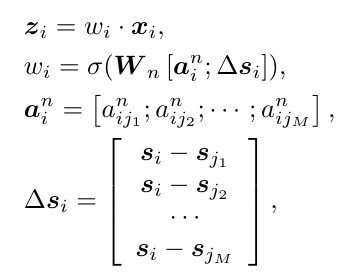 z_i = w_i · x_i,
w_i = σ(W_n [a_i^n; Δs_i]),
a_i^n = [a_{ij_1}^n; a_{ij_2}^n; ⋯ ; a_{ij_M}^n],
Δs_i = [
s_i − s_{j_1}
s_i − s_{j_2}
⋯
s_i − s_{j_M}
],